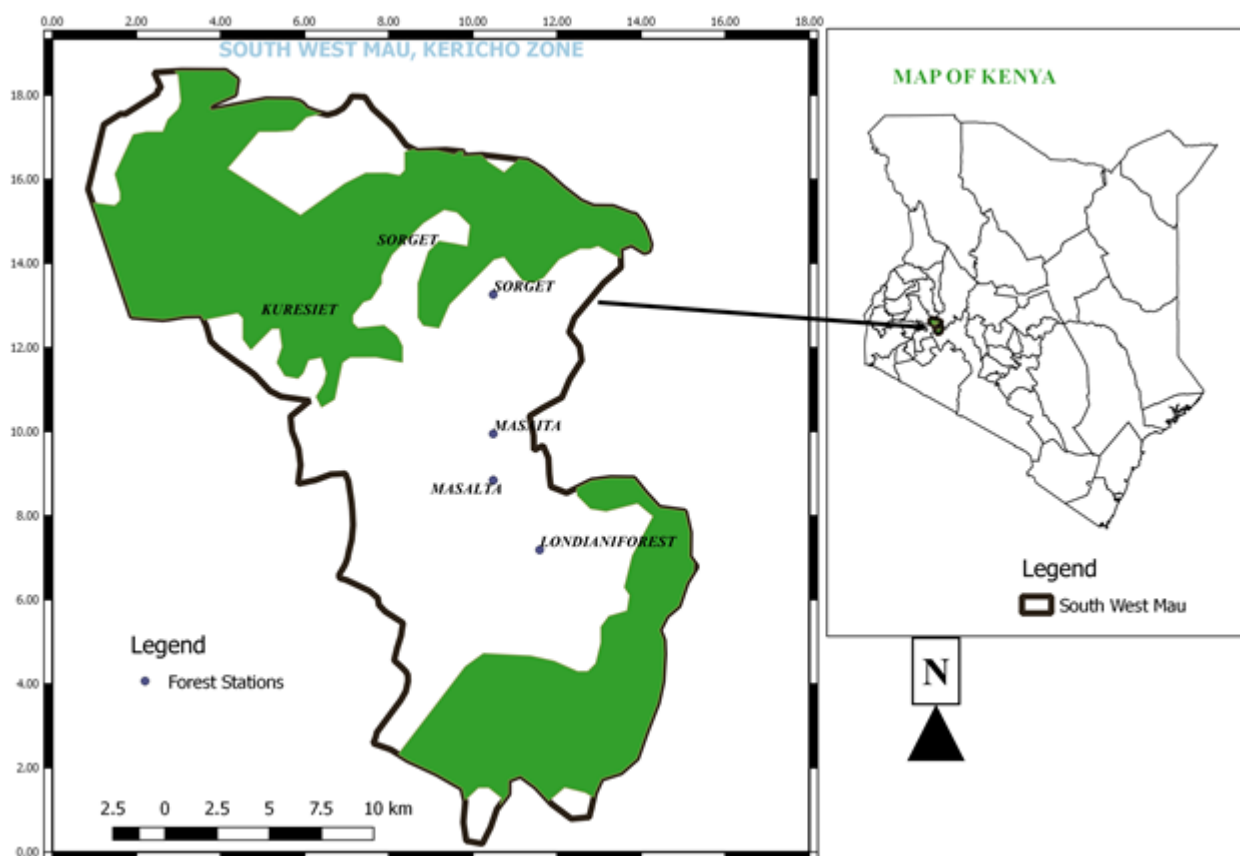 0.00 2.00 4.00 6.00 8.00 10.00 12.00 14.00 16.00 18.00
SOUTH WEST MAU, KERICHO ZONE
18.00
16.00
SORGET
14.00
SORGET
KURESIET
12.00
MASAITA
10.00
MASALTA
8.00
LONDIANIFOREST
6.00
Legend
Forest Stations
4.00
2.00
2.5 0 2.5 5 7.5 10 km
0.00
MAP OF KENYA
Legend
South West Mau
N